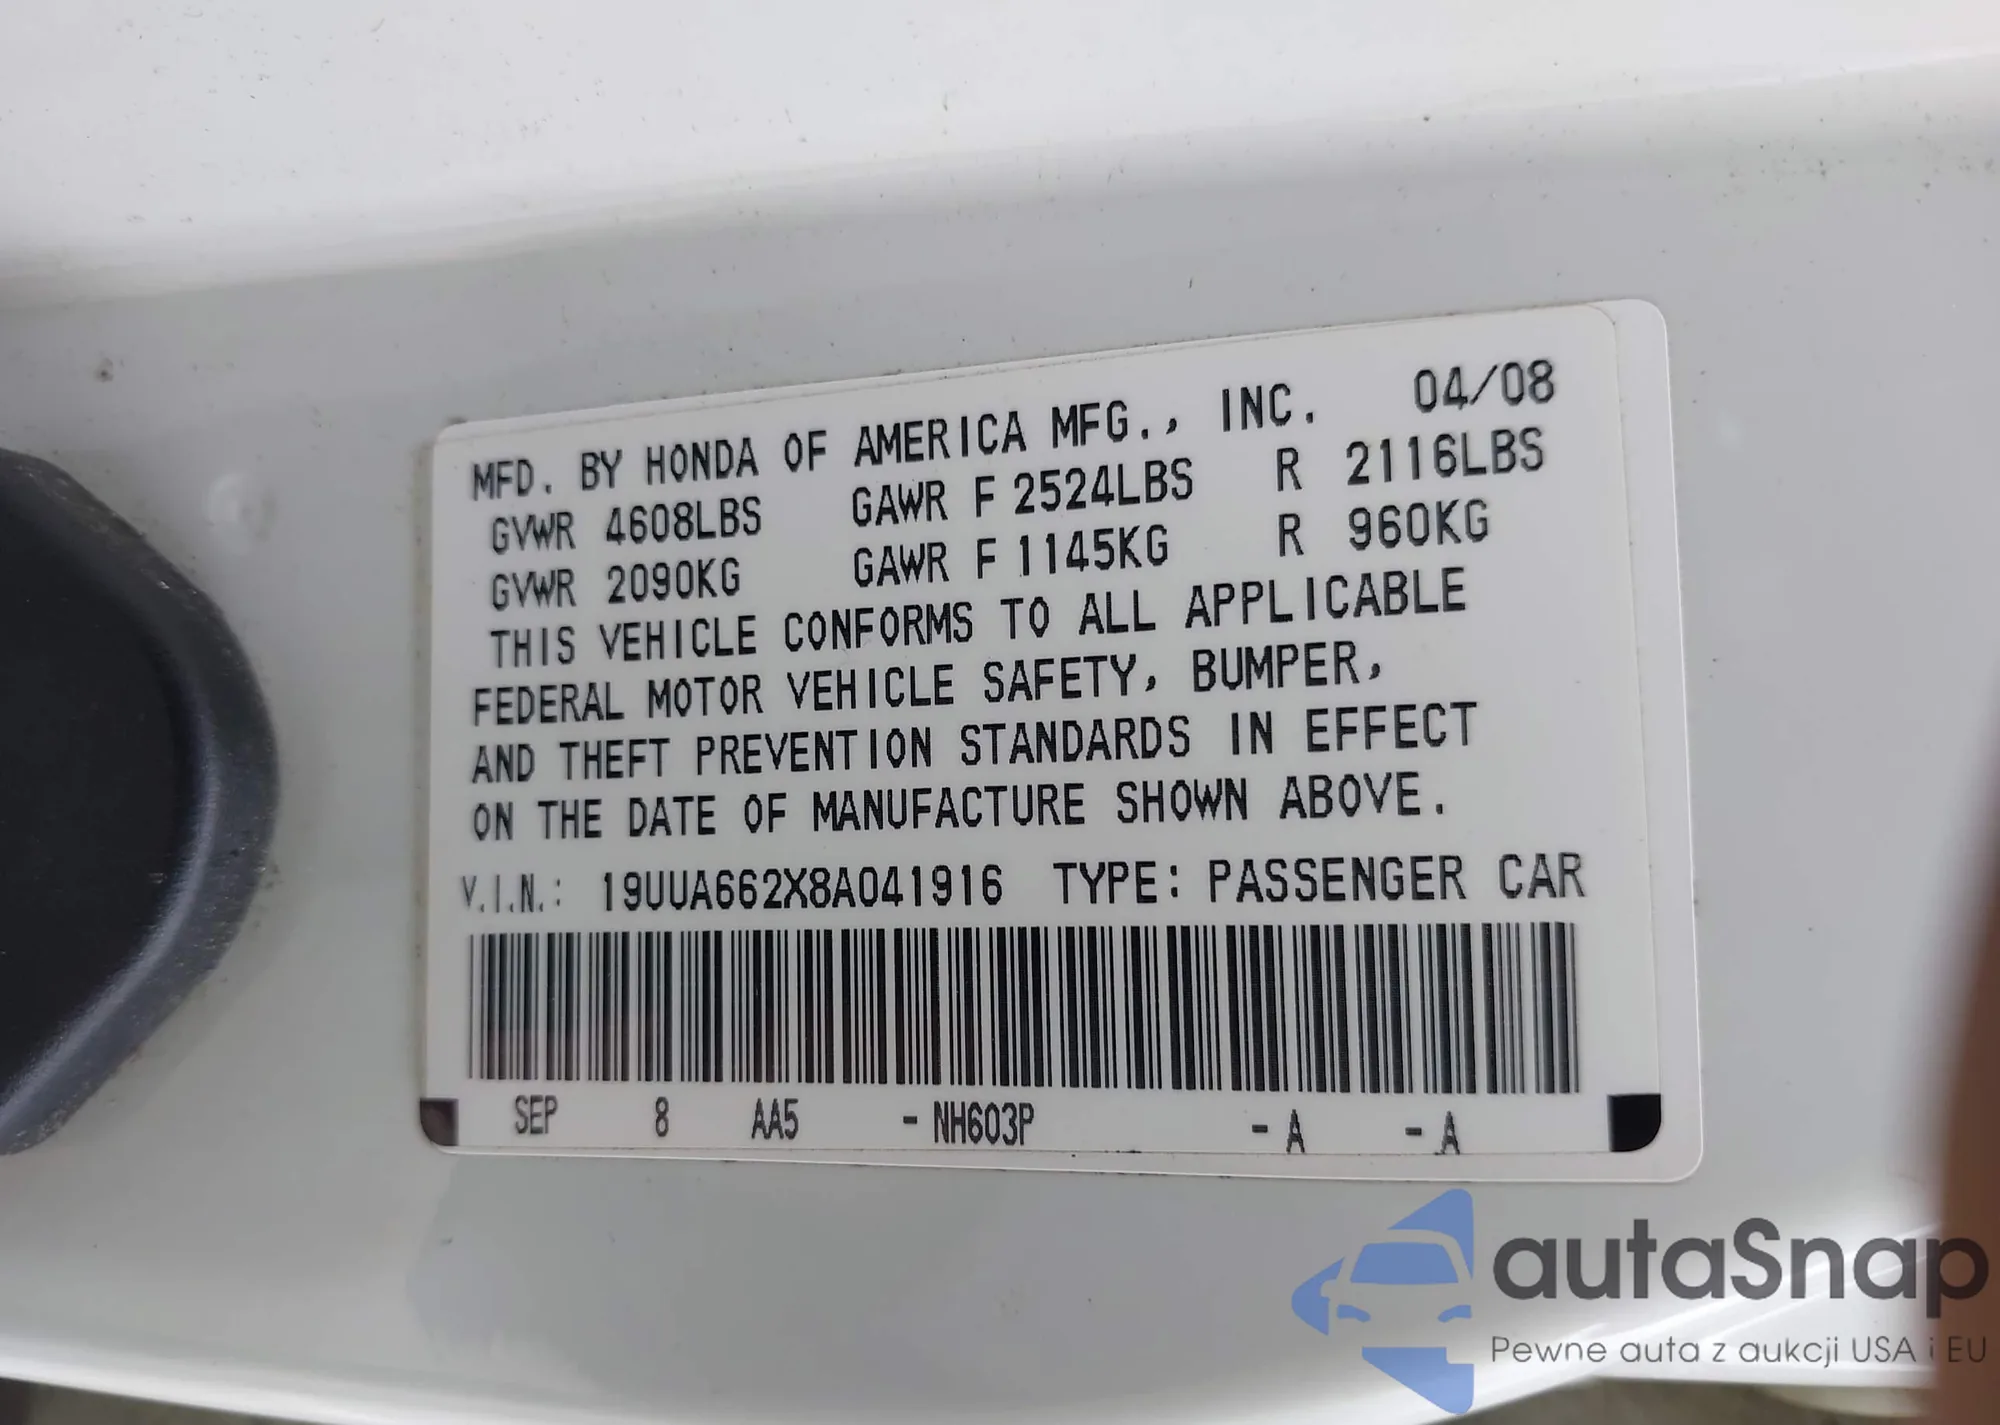 MFD. BY HONDA OF AMERICA MFG., INC. 04/08
GVWR 4608LBS GAWR F 2524LBS R 2116LBS
GVWR 2090KG GAWR F 1145KG R 960KG
THIS VEHICLE CONFORMS TO ALL APPLICABLE
FEDERAL MOTOR VEHICLE SAFETY, BUMPER,
AND THEFT PREVENTION STANDARDS IN EFFECT
ON THE DATE OF MANUFACTURE SHOWN ABOVE.
V.I.N.: 19UUA662X8A041916 TYPE: PASSENGER CAR
SEP 8 AA5 - NH603P - A - A
autaSnap
Pewne auta z aukcji USA i EU